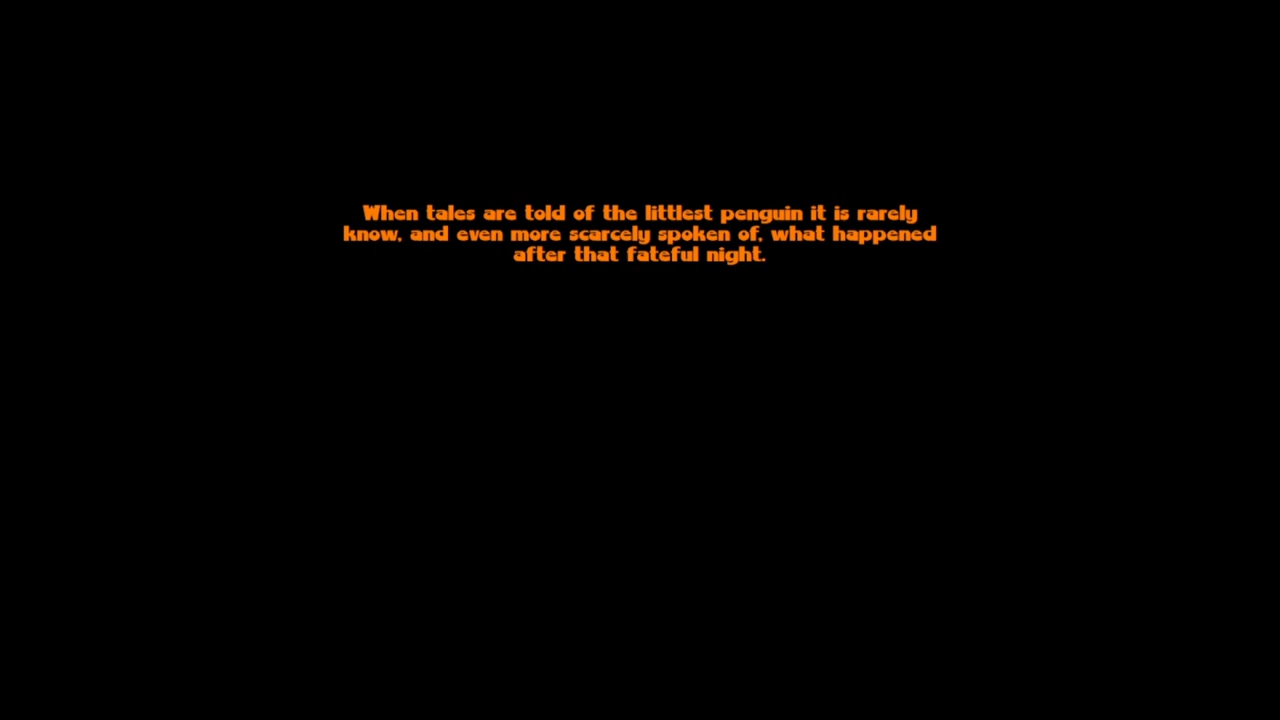 When tales are told of the littlest penguin it is rarely
know, and even more scarcely spoken of, what happened
after that fateful night.